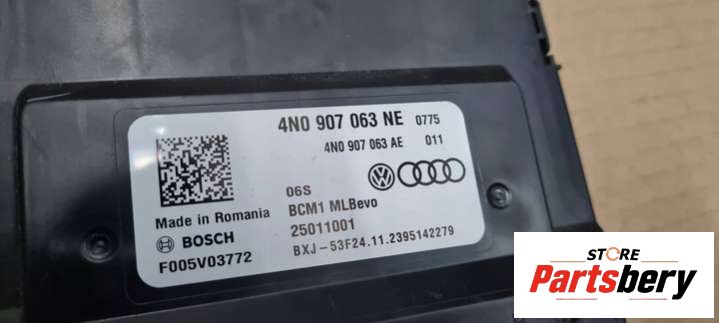 4N0 907 063 NE 0775
4N0 907 063 AE 011
06S
BCM1 MLBevo
25011001
BXJ-53F24.11.2395142279
Made in Romania
BOSCH
F005V03772
STORE
Partsbery